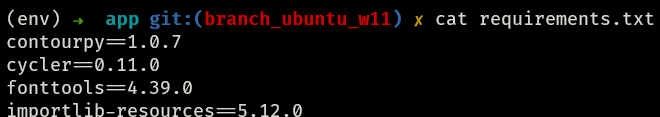 (env) → app git:(branch_ubuntu_w11) ✗ cat requirements.txt
contourpy==1.0.7
cycler==0.11.0
fonttools==4.39.0
importlib-resources==5.12.0